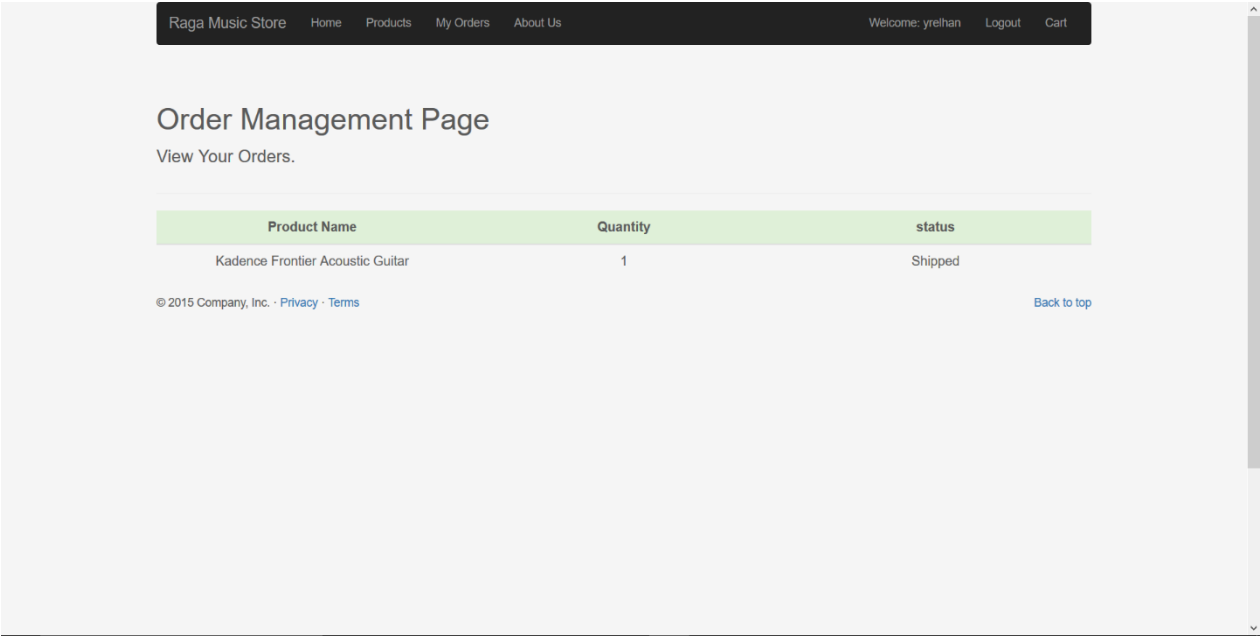 Raga Music Store Home Products My Orders About Us Welcome: yrelhan Logout Cart
Order Management Page
View Your Orders.
Product Name Quantity status
Kadence Frontier Acoustic Guitar 1 Shipped
© 2015 Company, Inc. · Privacy · Terms Back to top